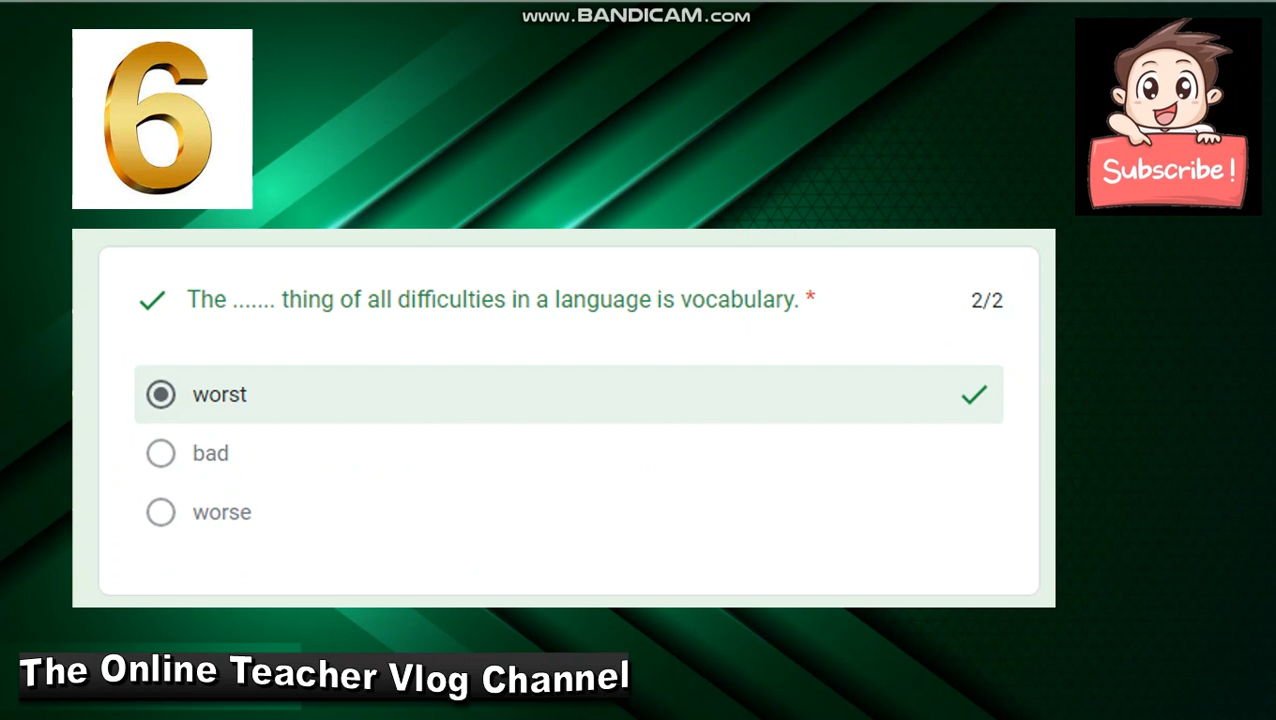 www.BANDICAM.com
6
Subscribe!
The ....... thing of all difficulties in a language is vocabulary. * 2/2
worst
bad
worse
The Online Teacher Vlog Channel